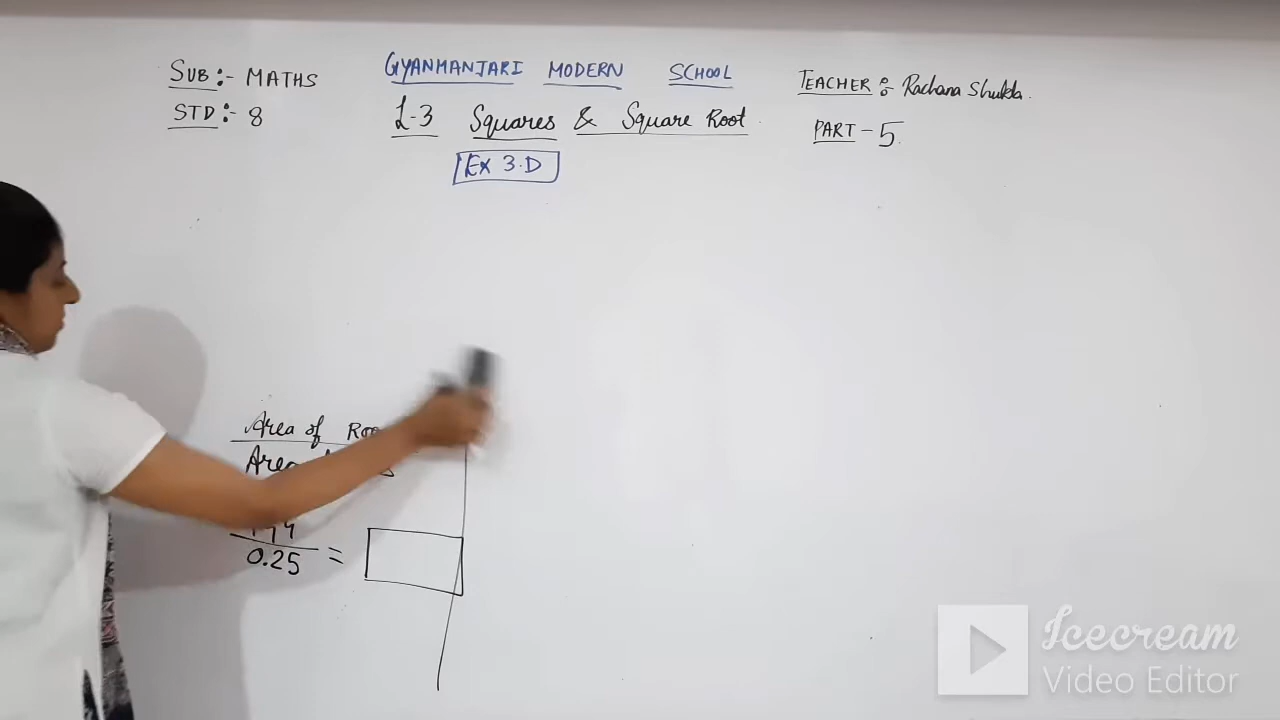 SUB :- MATHS
STD :- 8
GYANMANJARI MODERN SCHOOL
L-3 Squares & Square Root
Ex 3.D
TEACHER :- Rachana Shukla.
PART - 5.
Area of
Area
0.25 =
Icecream
Video Editor